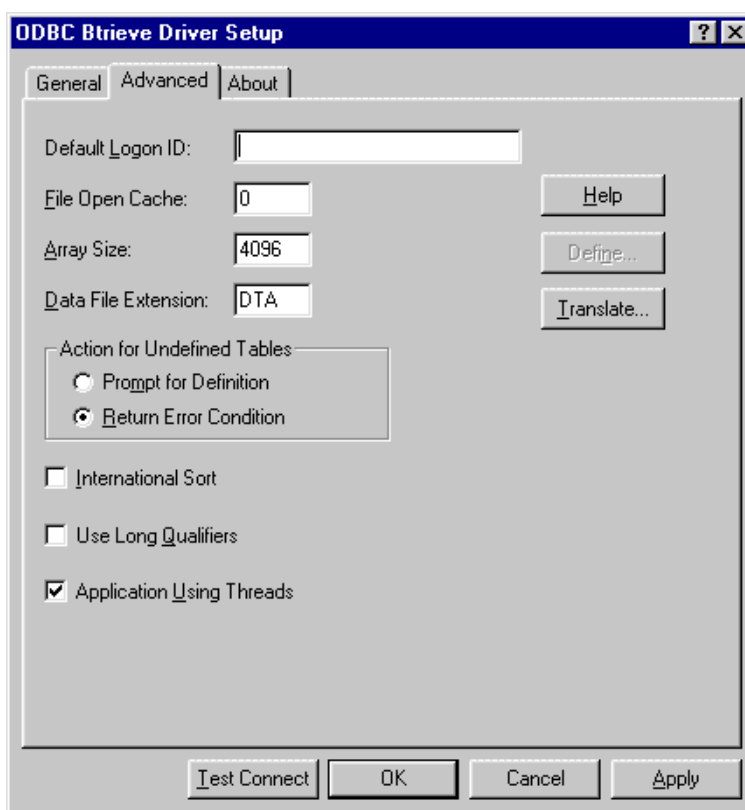 ODBC Btrieve Driver Setup
General Advanced About
Default Logon ID:
File Open Cache: 0 Help
Array Size: 4096 Define...
Data File Extension: DTA Translate...
Action for Undefined Tables
Prompt for Definition
Return Error Condition
International Sort
Use Long Qualifiers
Application Using Threads
Test Connect OK Cancel Apply